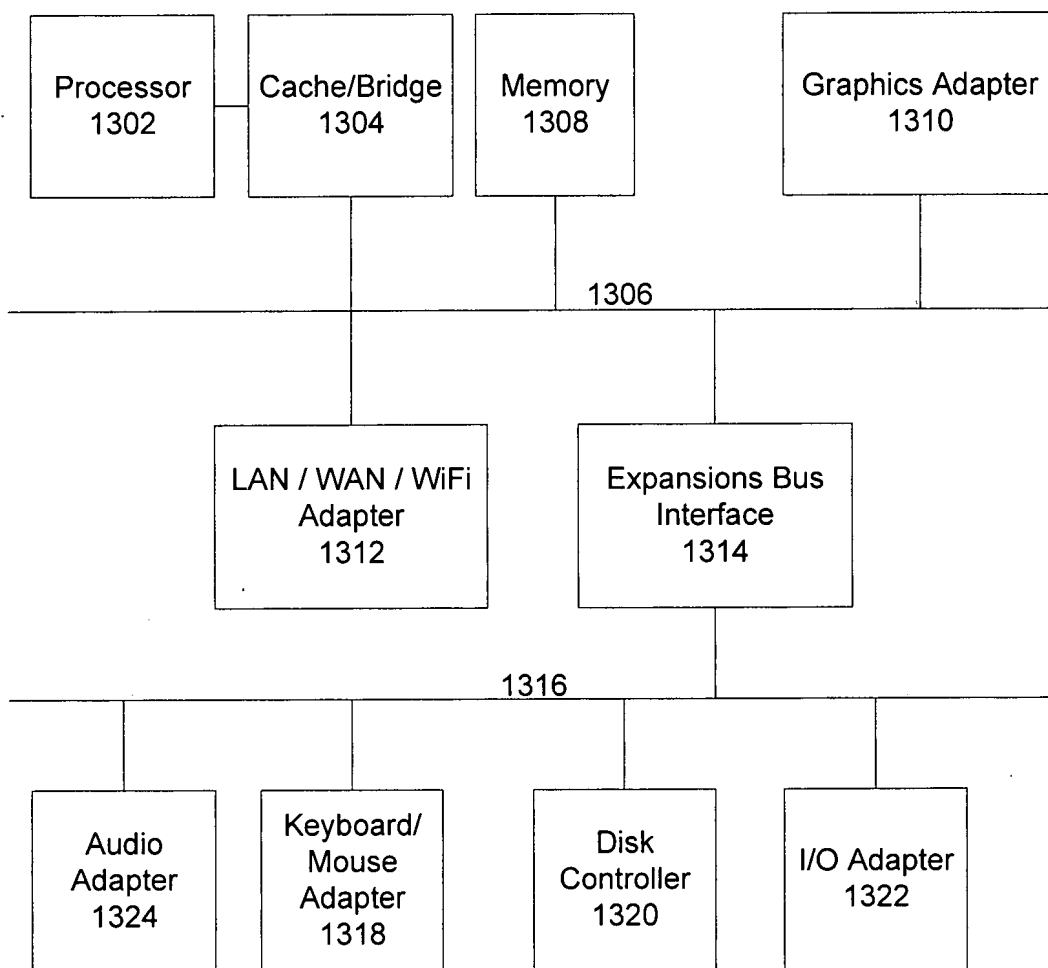 Processor
1302
Cache/Bridge
1304
Memory
1308
Graphics Adapter
1310
1306
LAN / WAN / WiFi
Adapter
1312
Expansions Bus
Interface
1314
1316
Audio
Adapter
1324
Keyboard/
Mouse
Adapter
1318
Disk
Controller
1320
I/O Adapter
1322